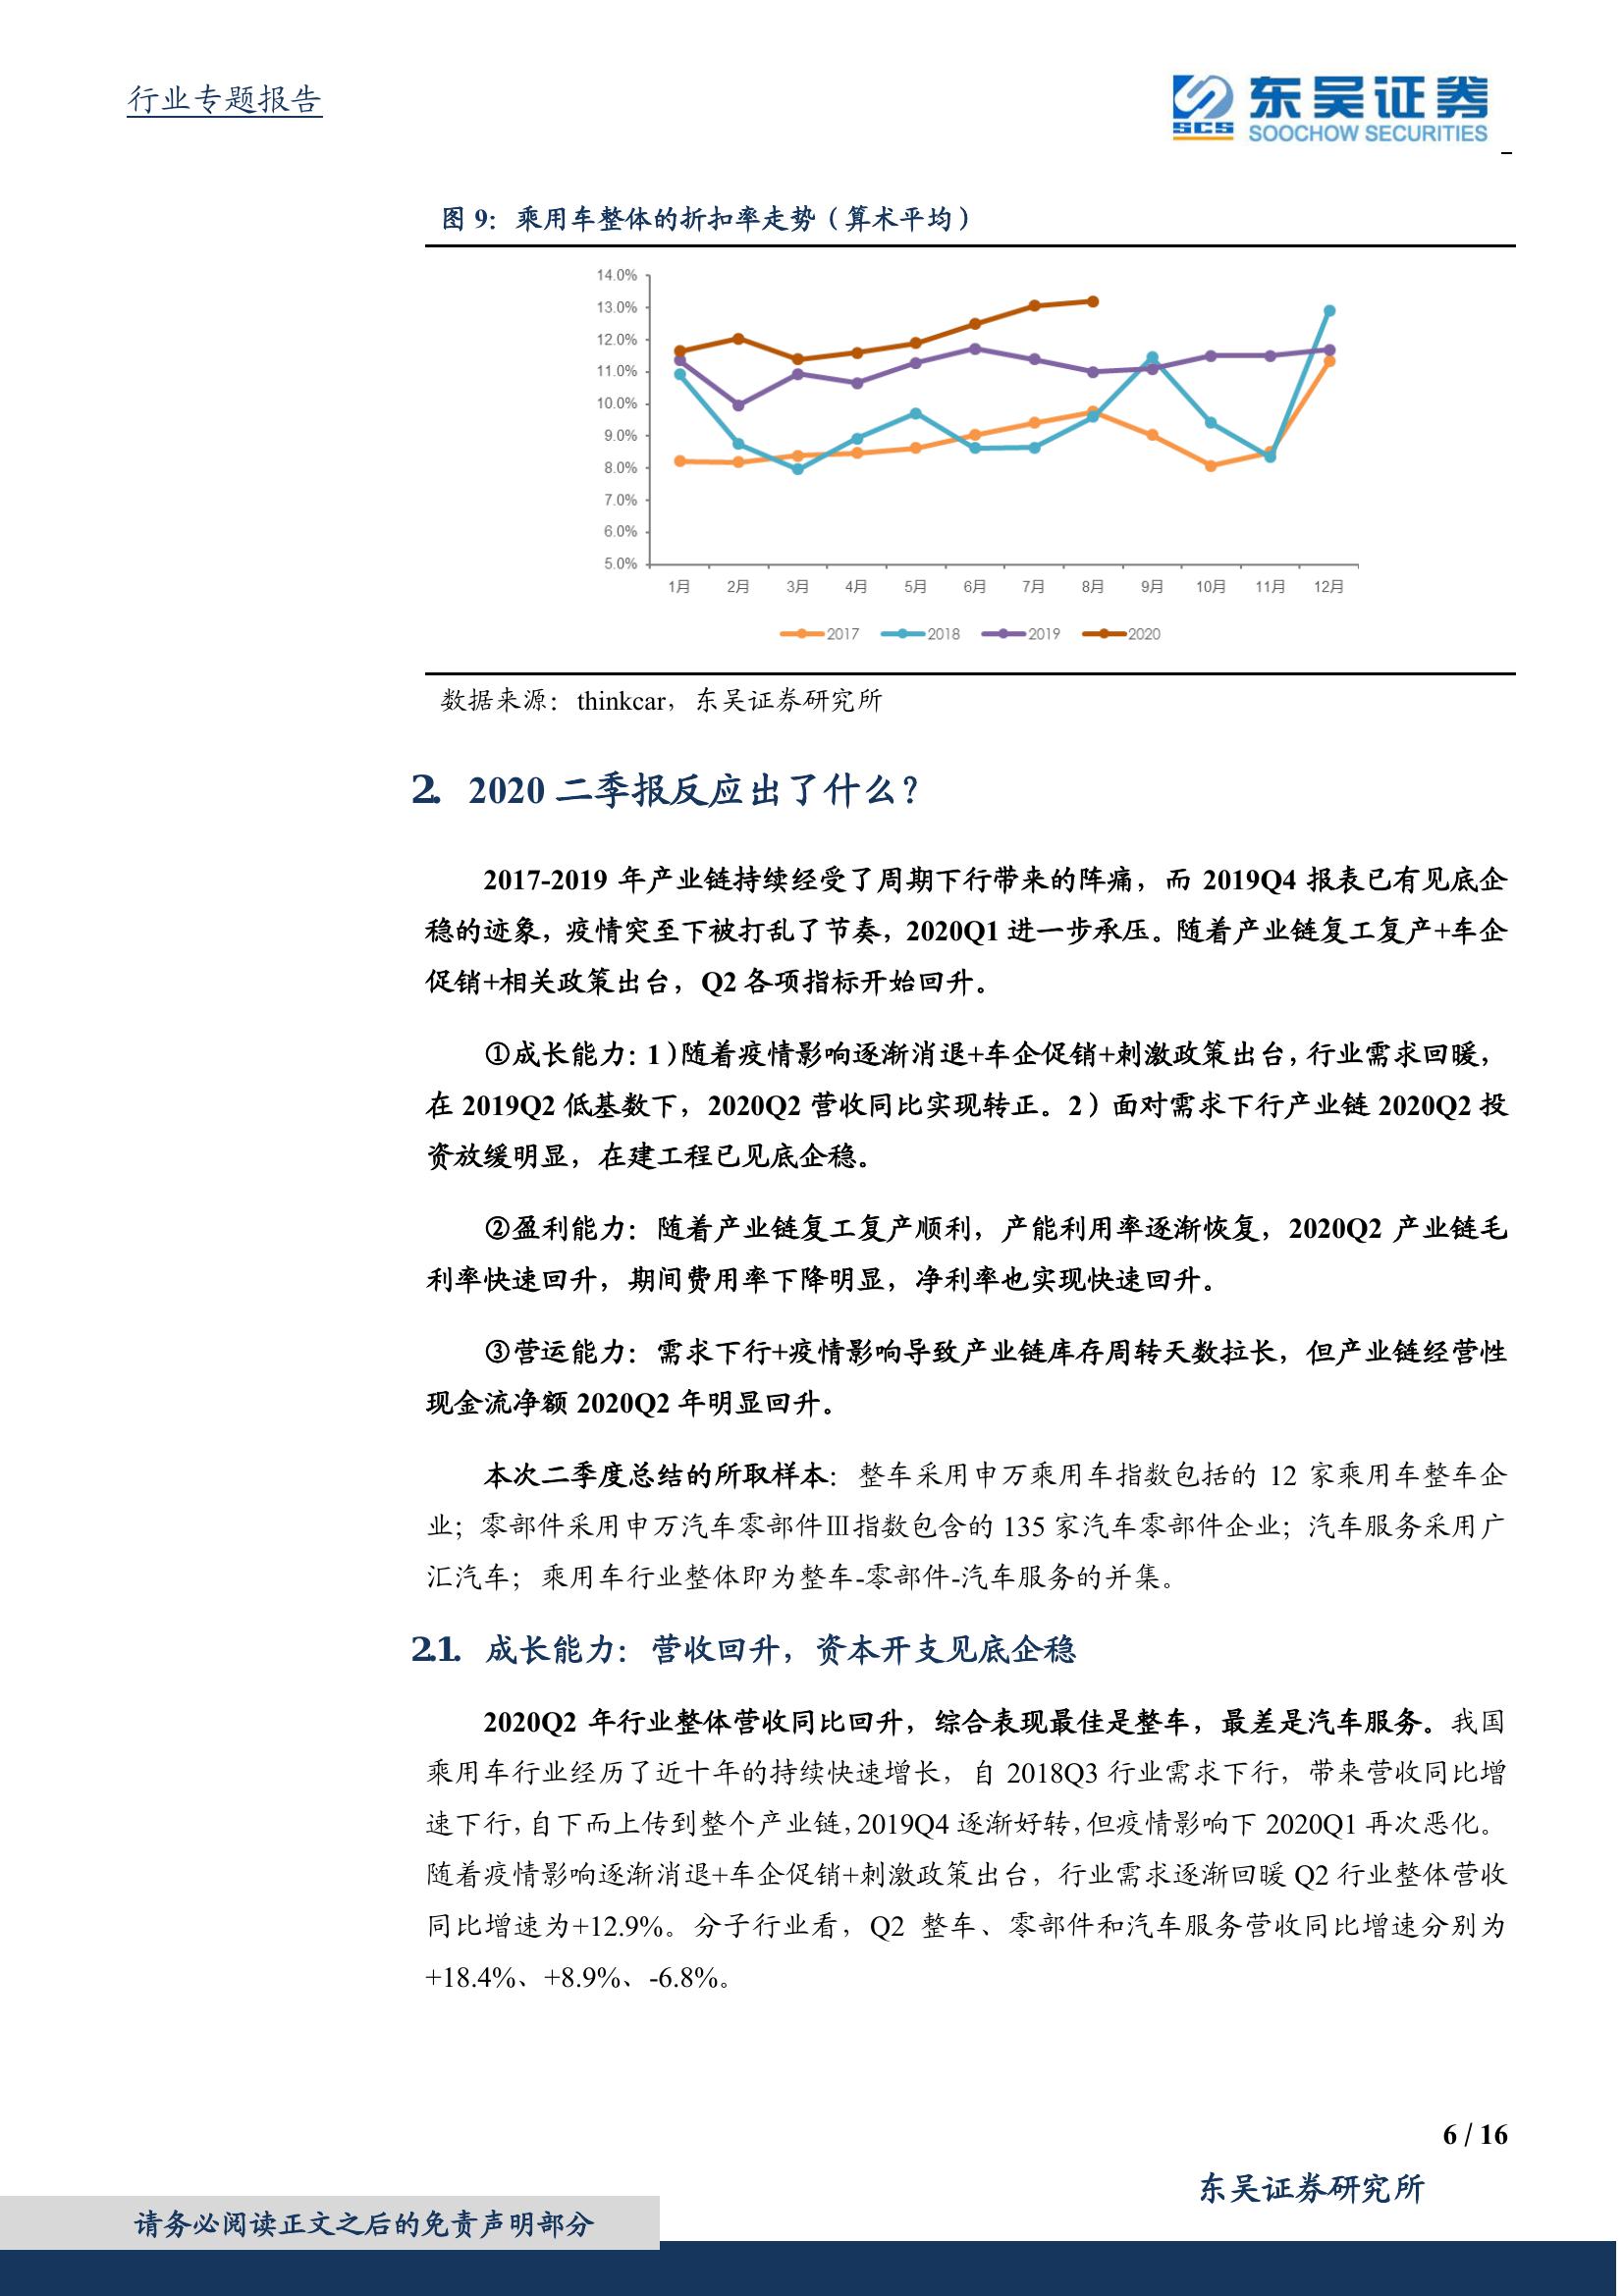 行业专题报告
SCS
东吴证券
SOOCHOW SECURITIES
图 9：乘用车整体的折扣率走势（算术平均）
14.0%
13.0%
12.0%
11.0%
10.0%
9.0%
8.0%
7.0%
6.0%
5.0%
1月 2月 3月 4月 5月 6月 7月 8月 9月 10月 11月 12月
2017 2018 2019 2020
数据来源：thinkcar，东吴证券研究所
2. 2020 二季报反应出了什么？
2017-2019 年产业链持续经受了周期下行带来的阵痛，而 2019Q4 报表已有见底企
稳的迹象，疫情突至下被打乱了节奏，2020Q1 进一步承压。随着产业链复工复产+车企
促销+相关政策出台，Q2 各项指标开始回升。
①成长能力：1）随着疫情影响逐渐消退+车企促销+刺激政策出台，行业需求回暖，
在 2019Q2 低基数下，2020Q2 营收同比实现转正。2）面对需求下行产业链 2020Q2 投
资放缓明显，在建工程已见底企稳。
②盈利能力：随着产业链复工复产顺利，产能利用率逐渐恢复，2020Q2 产业链毛
利率快速回升，期间费用率下降明显，净利率也实现快速回升。
③营运能力：需求下行+疫情影响导致产业链库存周转天数拉长，但产业链经营性
现金流净额 2020Q2 年明显回升。
本次二季度总结的所取样本：整车采用申万乘用车指数包括的 12 家乘用车整车企
业；零部件采用申万汽车零部件Ⅲ指数包含的 135 家汽车零部件企业；汽车服务采用广
汇汽车；乘用车行业整体即为整车-零部件-汽车服务的并集。
2.1. 成长能力：营收回升，资本开支见底企稳
2020Q2 年行业整体营收同比回升，综合表现最佳是整车，最差是汽车服务。我国
乘用车行业经历了近十年的持续快速增长，自 2018Q3 行业需求下行，带来营收同比增
速下行，自下而上传到整个产业链，2019Q4 逐渐好转，但疫情影响下 2020Q1 再次恶化。
随着疫情影响逐渐消退+车企促销+刺激政策出台，行业需求逐渐回暖 Q2 行业整体营收
同比增速为+12.9%。分子行业看，Q2 整车、零部件和汽车服务营收同比增速分别为
+18.4%、+8.9%、-6.8%。
6 / 16
东吴证券研究所
请务必阅读正文之后的免责声明部分